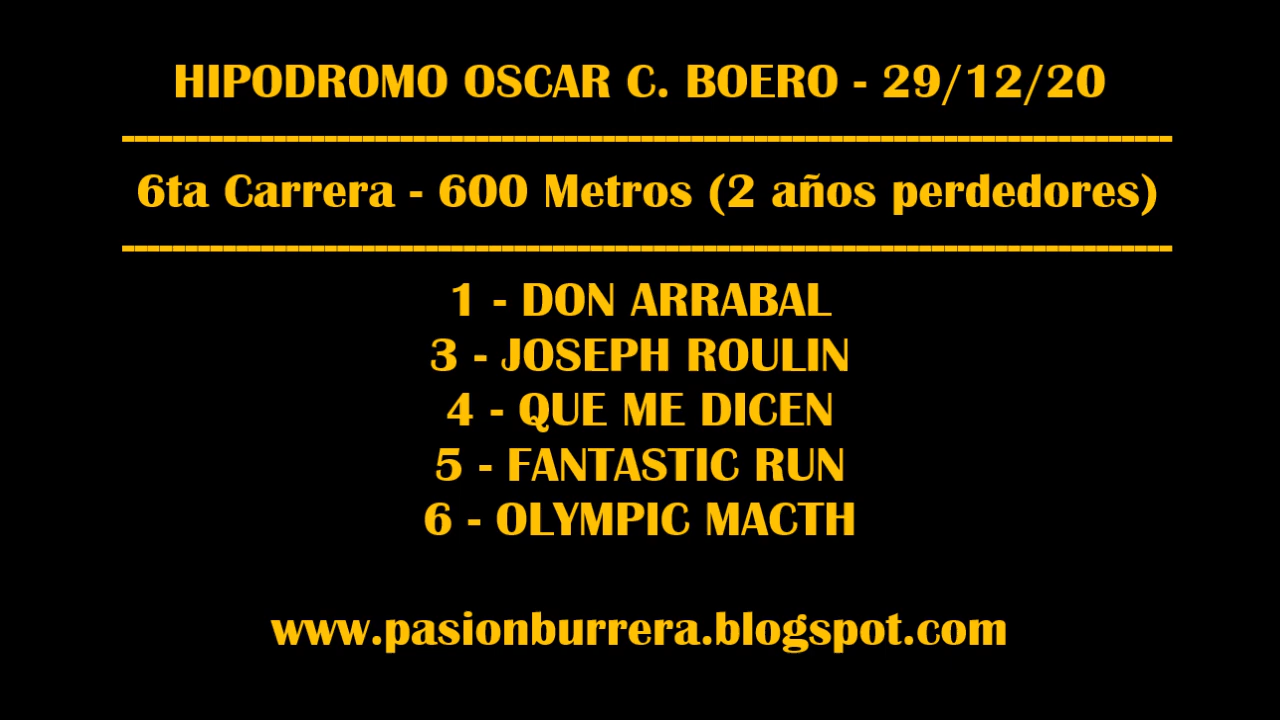 HIPODROMO OSCAR C. BOERO - 29/12/20
6ta Carrera - 600 Metros (2 años perdedores)
1 - DON ARRABAL
3 - JOSEPH ROULIN
4 - QUE ME DICEN
5 - FANTASTIC RUN
6 - OLYMPIC MACTH
www.pasionburrera.blogspot.com